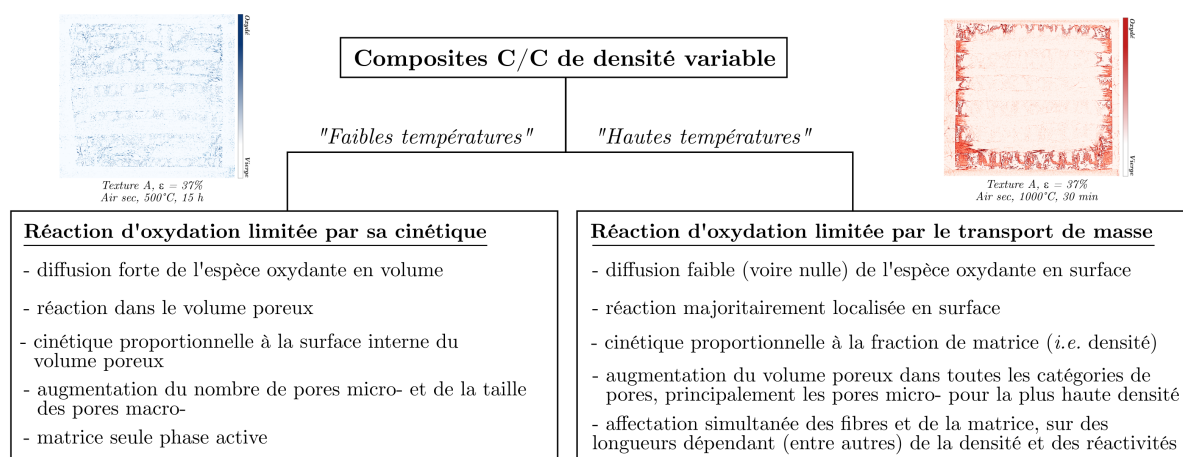 Composites C/C de densité variable
"Faibles températures"
"Hautes températures"
Oxydé
Vierge
Texture A, ε = 37%
Air sec, 500°C, 15 h
Oxydé
Vierge
Texture A, ε = 37%
Air sec, 1000°C, 30 min
Réaction d'oxydation limitée par sa cinétique
- diffusion forte de l'espèce oxydante en volume
- réaction dans le volume poreux
- cinétique proportionnelle à la surface interne du
volume poreux
- augmentation du nombre de pores micro- et de la taille
des pores macro-
- matrice seule phase active
Réaction d'oxydation limitée par le transport de masse
- diffusion faible (voire nulle) de l'espèce oxydante en surface
- réaction majoritairement localisée en surface
- cinétique proportionnelle à la fraction de matrice (i.e. densité)
- augmentation du volume poreux dans toutes les catégories de
pores, principalement les pores micro- pour la plus haute densité
- affectation simultanée des fibres et de la matrice, sur des
longueurs dépendant (entre autres) de la densité et des réactivités